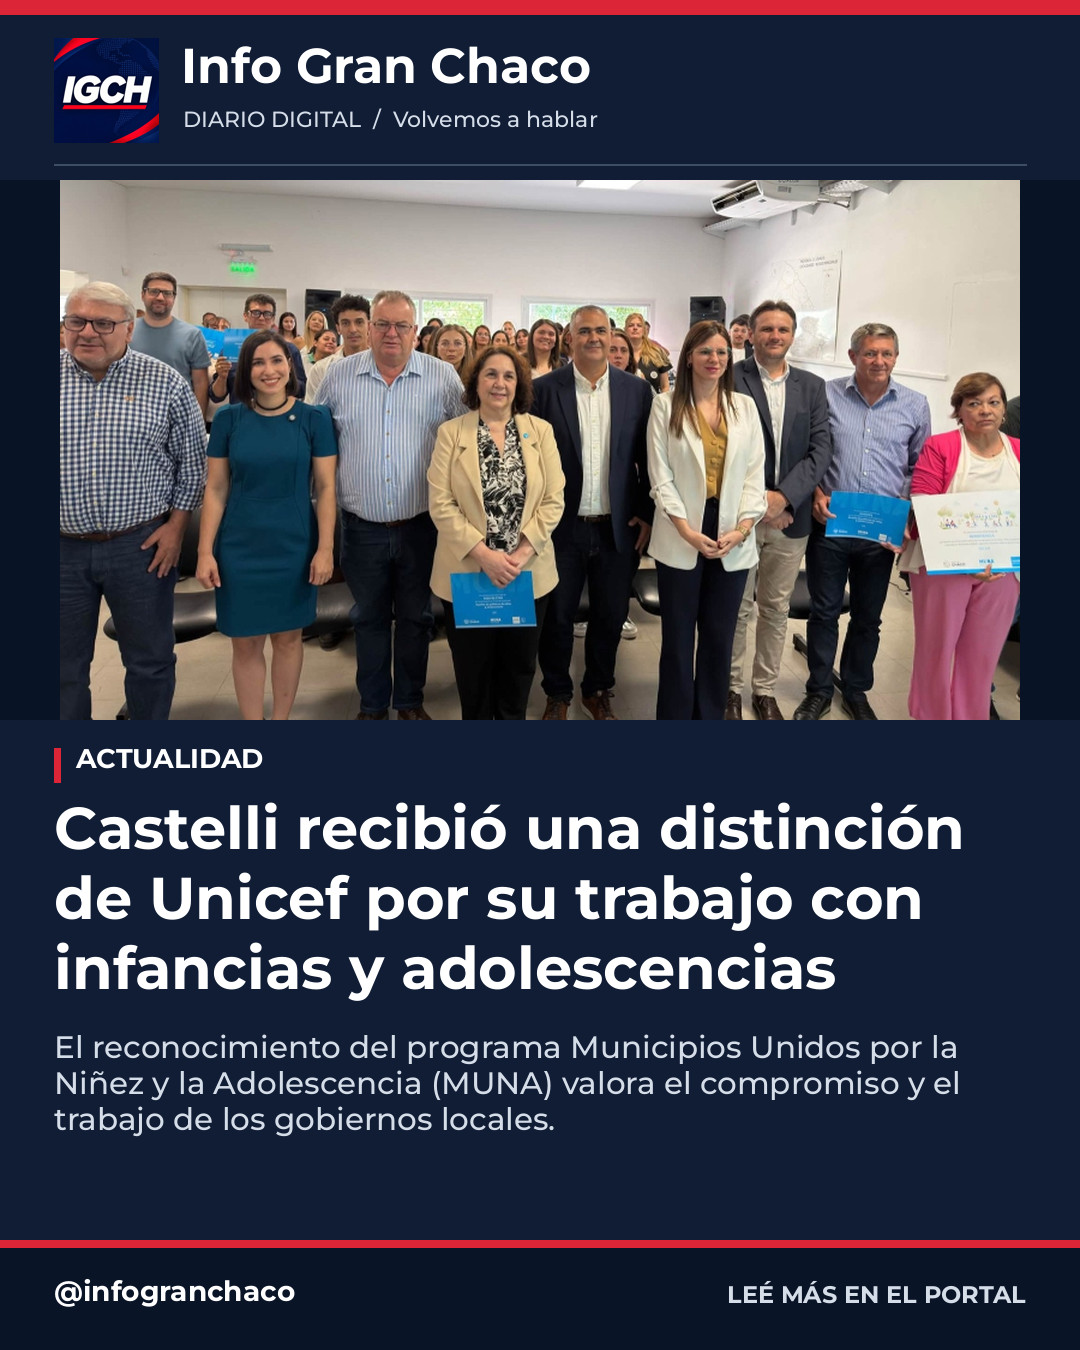 IGCH
Info Gran Chaco
DIARIO DIGITAL / Volvemos a hablar
SALIDA
ACTUALIDAD
Castelli recibió una distinción
de Unicef por su trabajo con
infancias y adolescencias
El reconocimiento del programa Municipios Unidos por la
Niñez y la Adolescencia (MUNA) valora el compromiso y el
trabajo de los gobiernos locales.
@infogranchaco
LEÉ MÁS EN EL PORTAL